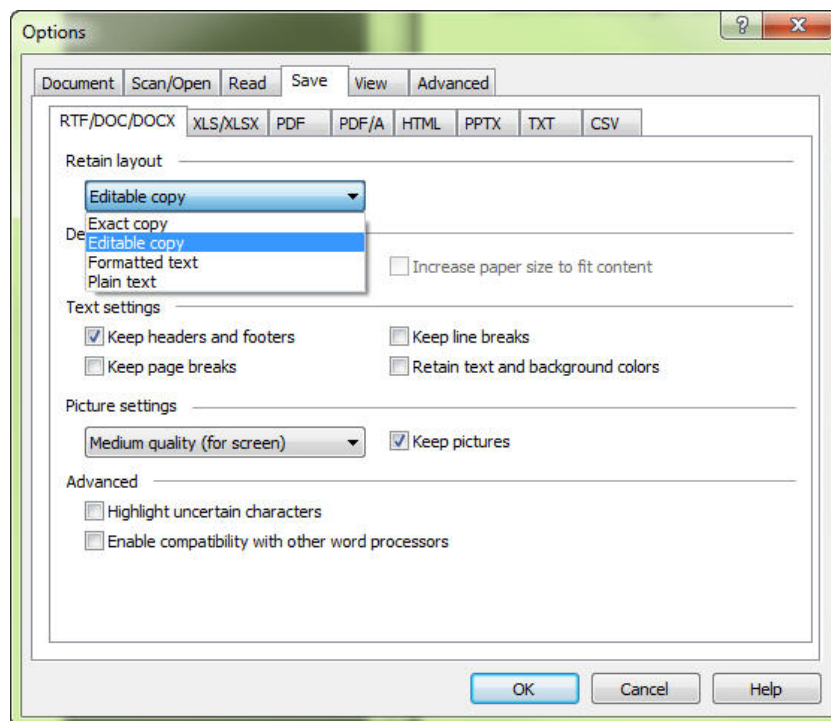 Options
Document Scan/Open Read Save View Advanced
RTF/DOC/DOCX XLS/XLSX PDF PDF/A HTML PPTX TXT CSV
Retain layout
Editable copy
Exact copy
De
Editable copy
Formatted text Increase paper size to fit content
Plain text
Text settings
Keep headers and footers Keep line breaks
Keep page breaks Retain text and background colors
Picture settings
Medium quality (for screen) Keep pictures
Advanced
Highlight uncertain characters
Enable compatibility with other word processors
OK Cancel Help